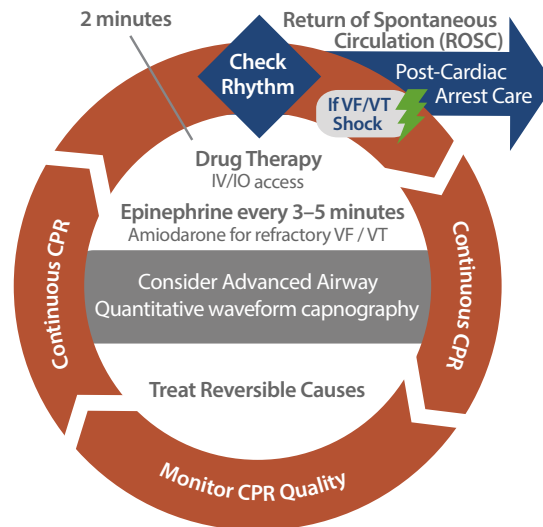 2 minutes
Return of Spontaneous
Circulation (ROSC)
Check
Rhythm
Post-Cardiac
Arrest Care
If VF/VT
Shock
Drug Therapy
IV/IO access
Epinephrine every 3–5 minutes
Amiodarone for refractory VF / VT
Continuous CPR
Continuous CPR
Consider Advanced Airway
Quantitative waveform capnography
Treat Reversible Causes
Monitor CPR Quality